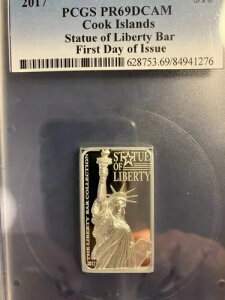 2017
PCGS PR69DCAM
Cook Islands
Statue of Liberty Bar
First Day of Issue
628753.69/84941276
STATUE
OF
LIBERTY
THE LIBERTY BAR COLLECTION
2017